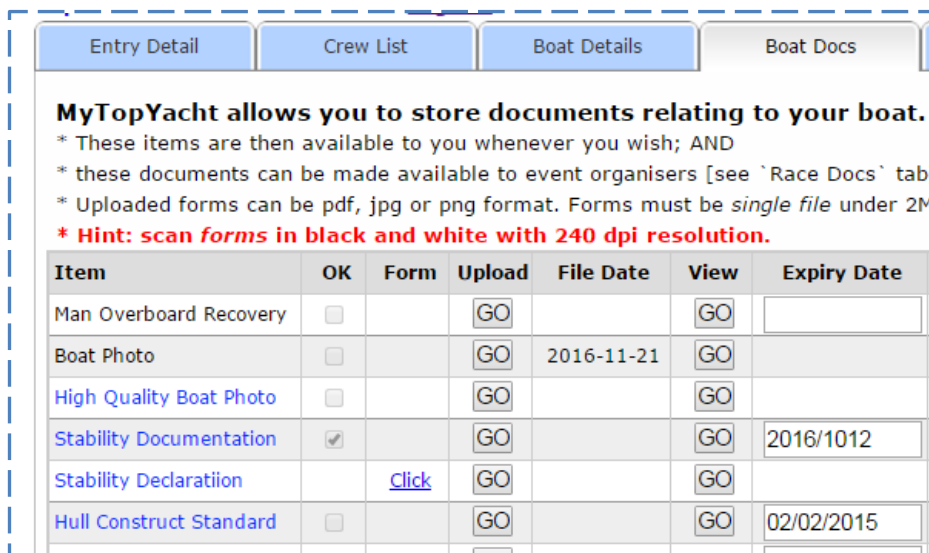 Entry Detail Crew List Boat Details Boat Docs
MyTopYacht allows you to store documents relating to your boat.
* These items are then available to you whenever you wish; AND
* these documents can be made available to event organisers [see `Race Docs` tab
* Uploaded forms can be pdf, jpg or png format. Forms must be single file under 2M
* Hint: scan forms in black and white with 240 dpi resolution.
Item OK Form Upload File Date View Expiry Date
Man Overboard Recovery GO GO
Boat Photo GO 2016-11-21 GO
High Quality Boat Photo GO GO
Stability Documentation GO GO 2016/1012
Stability Declaratiion Click GO GO
Hull Construct Standard GO GO 02/02/2015